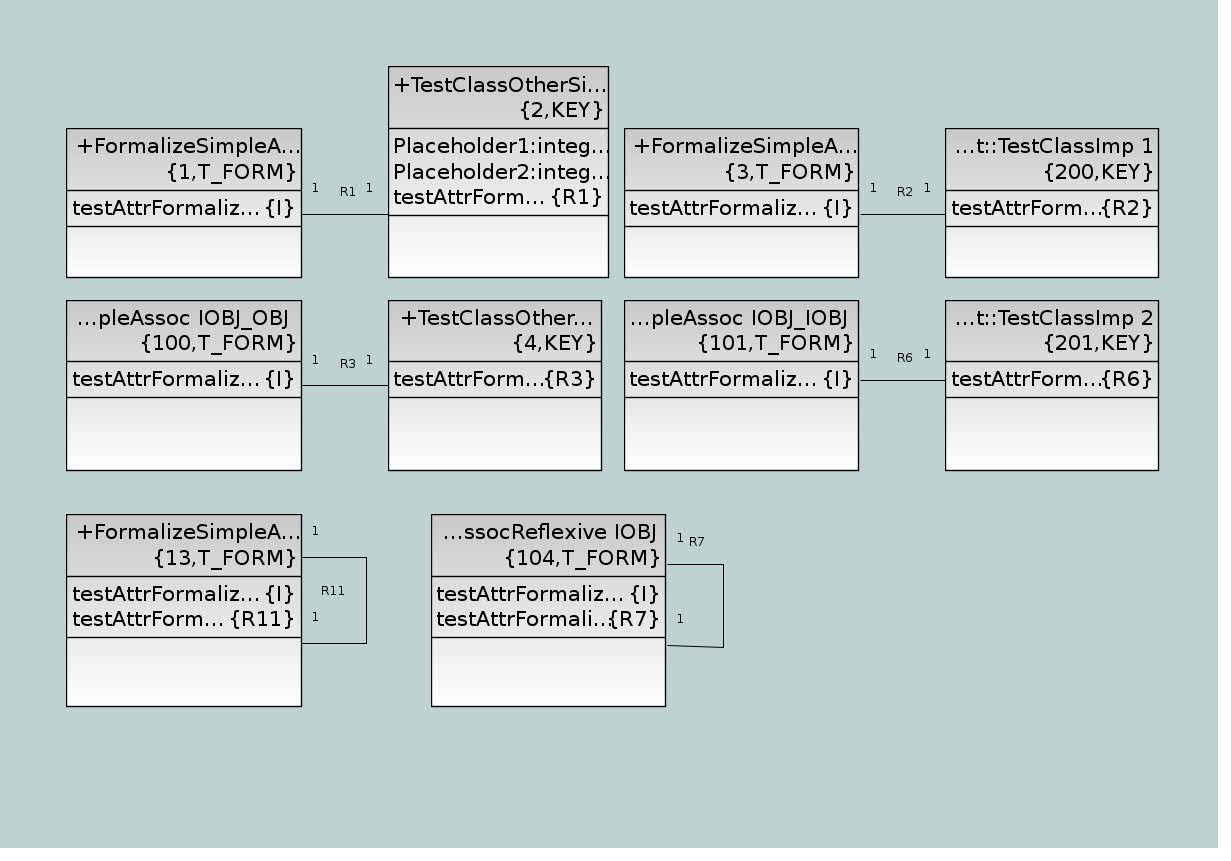 +TestClassOtherSi...
{2,KEY}
Placeholder1:integ...
Placeholder2:integ...
testAttrForm... {R1}
+FormalizeSimpleA...
{1,T_FORM}
testAttrFormaliz... {I}
1 R1 1
+FormalizeSimpleA...
{3,T_FORM}
testAttrFormaliz... {I}
1 R2 1
...t::TestClassImp 1
{200,KEY}
testAttrForm...{R2}
...pleAssoc IOBJ_OBJ
{100,T_FORM}
testAttrFormaliz... {I}
1 R3 1
+TestClassOther...
{4,KEY}
testAttrForm...{R3}
...pleAssoc IOBJ_IOBJ
{101,T_FORM}
testAttrFormaliz... {I}
1 R6 1
...t::TestClassImp 2
{201,KEY}
testAttrForm...{R6}
+FormalizeSimpleA...
{13,T_FORM}
testAttrFormaliz... {I}
testAttrForm... {R11}
1
R11
1
...ssocReflexive IOBJ
{104,T_FORM}
testAttrFormaliz... {I}
testAttrFormali...{R7}
1 R7
1